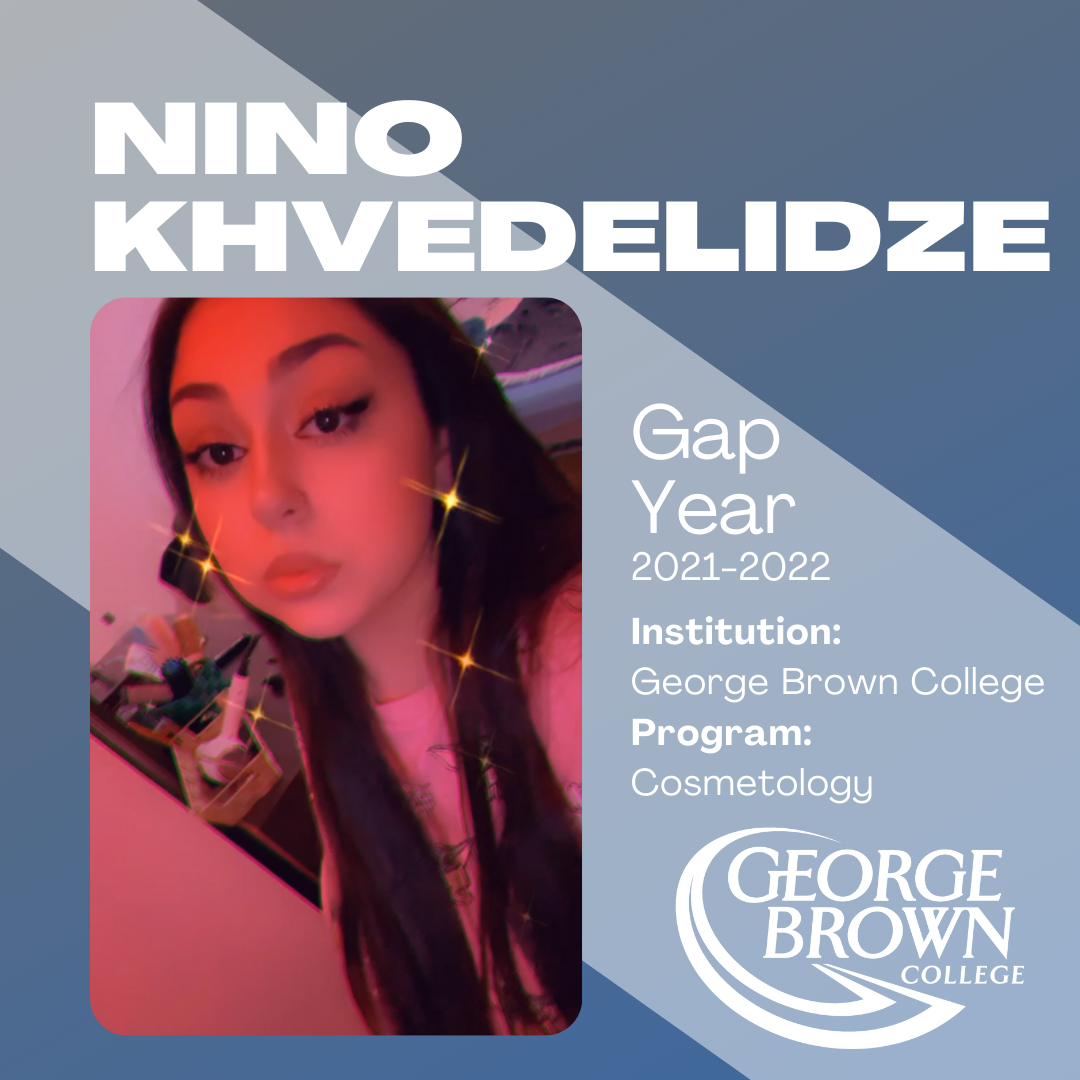 NINO
KHVEDELIDZE
Gap
Year
2021-2022
Institution:
George Brown College
Program:
Cosmetology
GEORGE
BROWN
COLLEGE